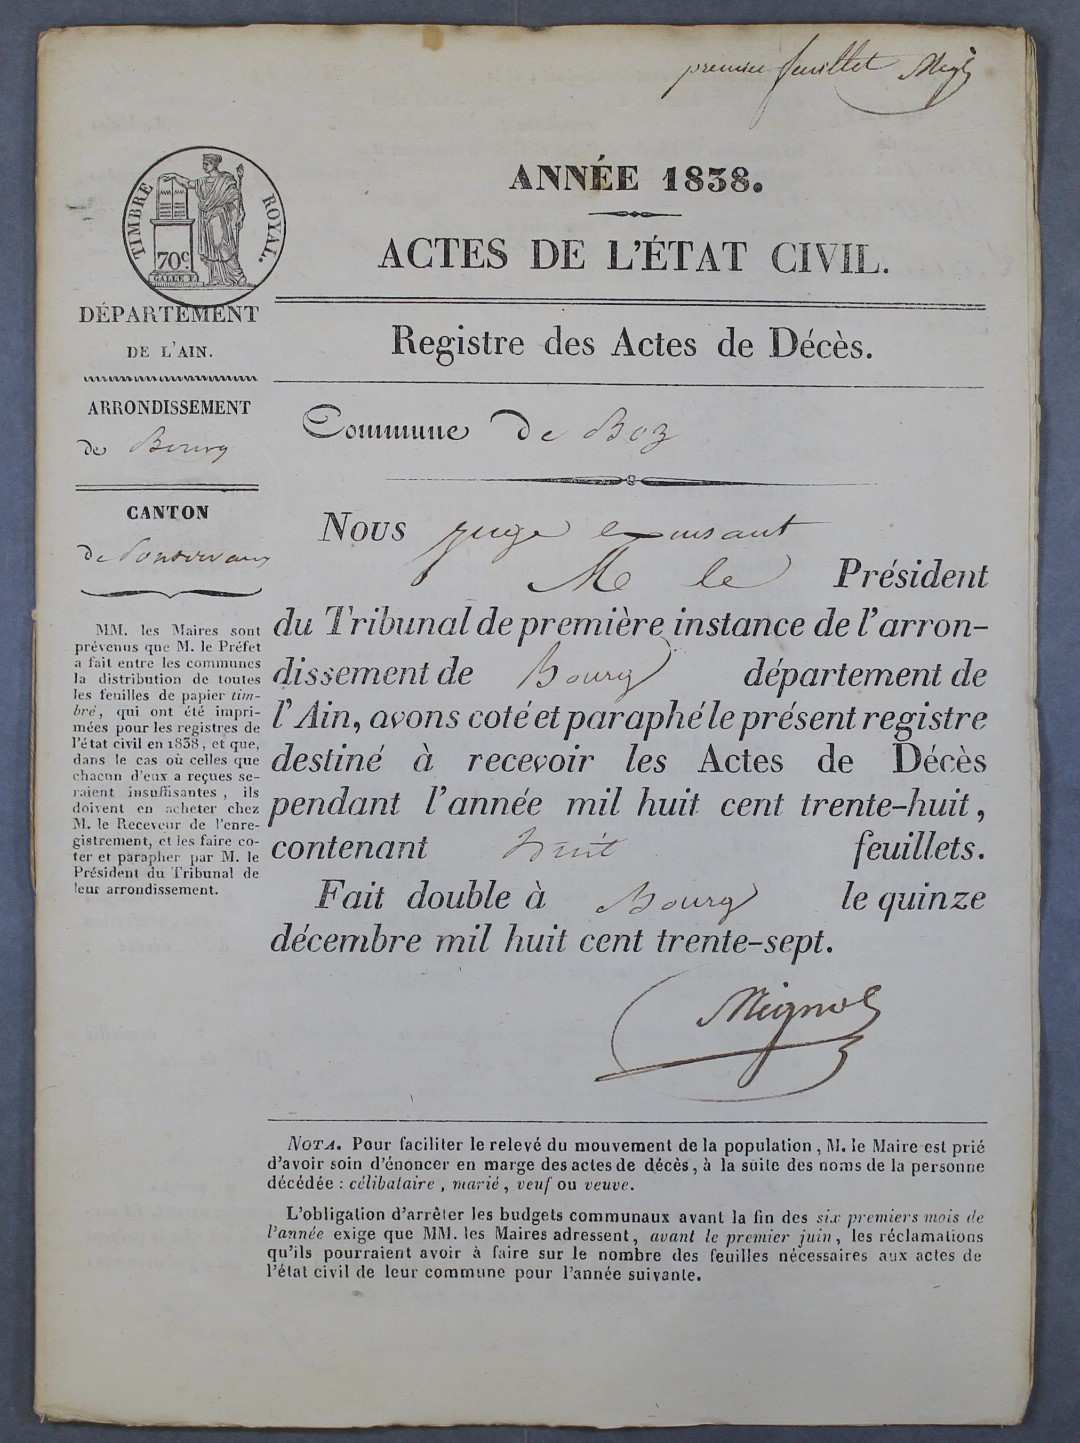 premier feuillet
TIMBRE ROYAL.
70c.
ANNÉE 1838.
ACTES DE L'ÉTAT CIVIL.
Registre des Actes de Décès.
DÉPARTEMENT
DE L'AIN.
ARRONDISSEMENT
de Bourg
CANTON
de Pontdevaux
MM. les Maires sont
prévenus que M. le Préfet
a fait entre les communes
la distribution de toutes
les feuilles de papier tim-
bré, qui ont été impri-
mées pour les registres de
l'état civil en 1838, et que,
dans le cas où celles que
chacun d'eux a reçues se-
raient insuffisantes, ils
doivent en acheter chez
M. le Receveur de l'enre-
gistrement, et les faire co-
ter et parapher par M. le
Président du Tribunal de
leur arrondissement.
Commune de Boz
Nous juge
M le Président
du Tribunal de première instance de l'arron-
dissement de Bourg département de
l'Ain, avons coté et paraphé le présent registre
destiné à recevoir les Actes de Décès
pendant l'année mil huit cent trente-huit,
contenant huit feuillets.
Fait double à Bourg le quinze
décembre mil huit cent trente-sept.
NOTA. Pour faciliter le relevé du mouvement de la population, M. le Maire est prié
d'avoir soin d'énoncer en marge des actes de décès, à la suite des noms de la personne
décédée : célibataire, marié, veuf ou veuve.
L'obligation d'arrêter les budgets communaux avant la fin des six premiers mois de
l'année exige que MM. les Maires adressent, avant le premier juin, les réclamations
qu'ils pourraient avoir à faire sur le nombre des feuilles nécessaires aux actes de
l'état civil de leur commune pour l'année suivante.